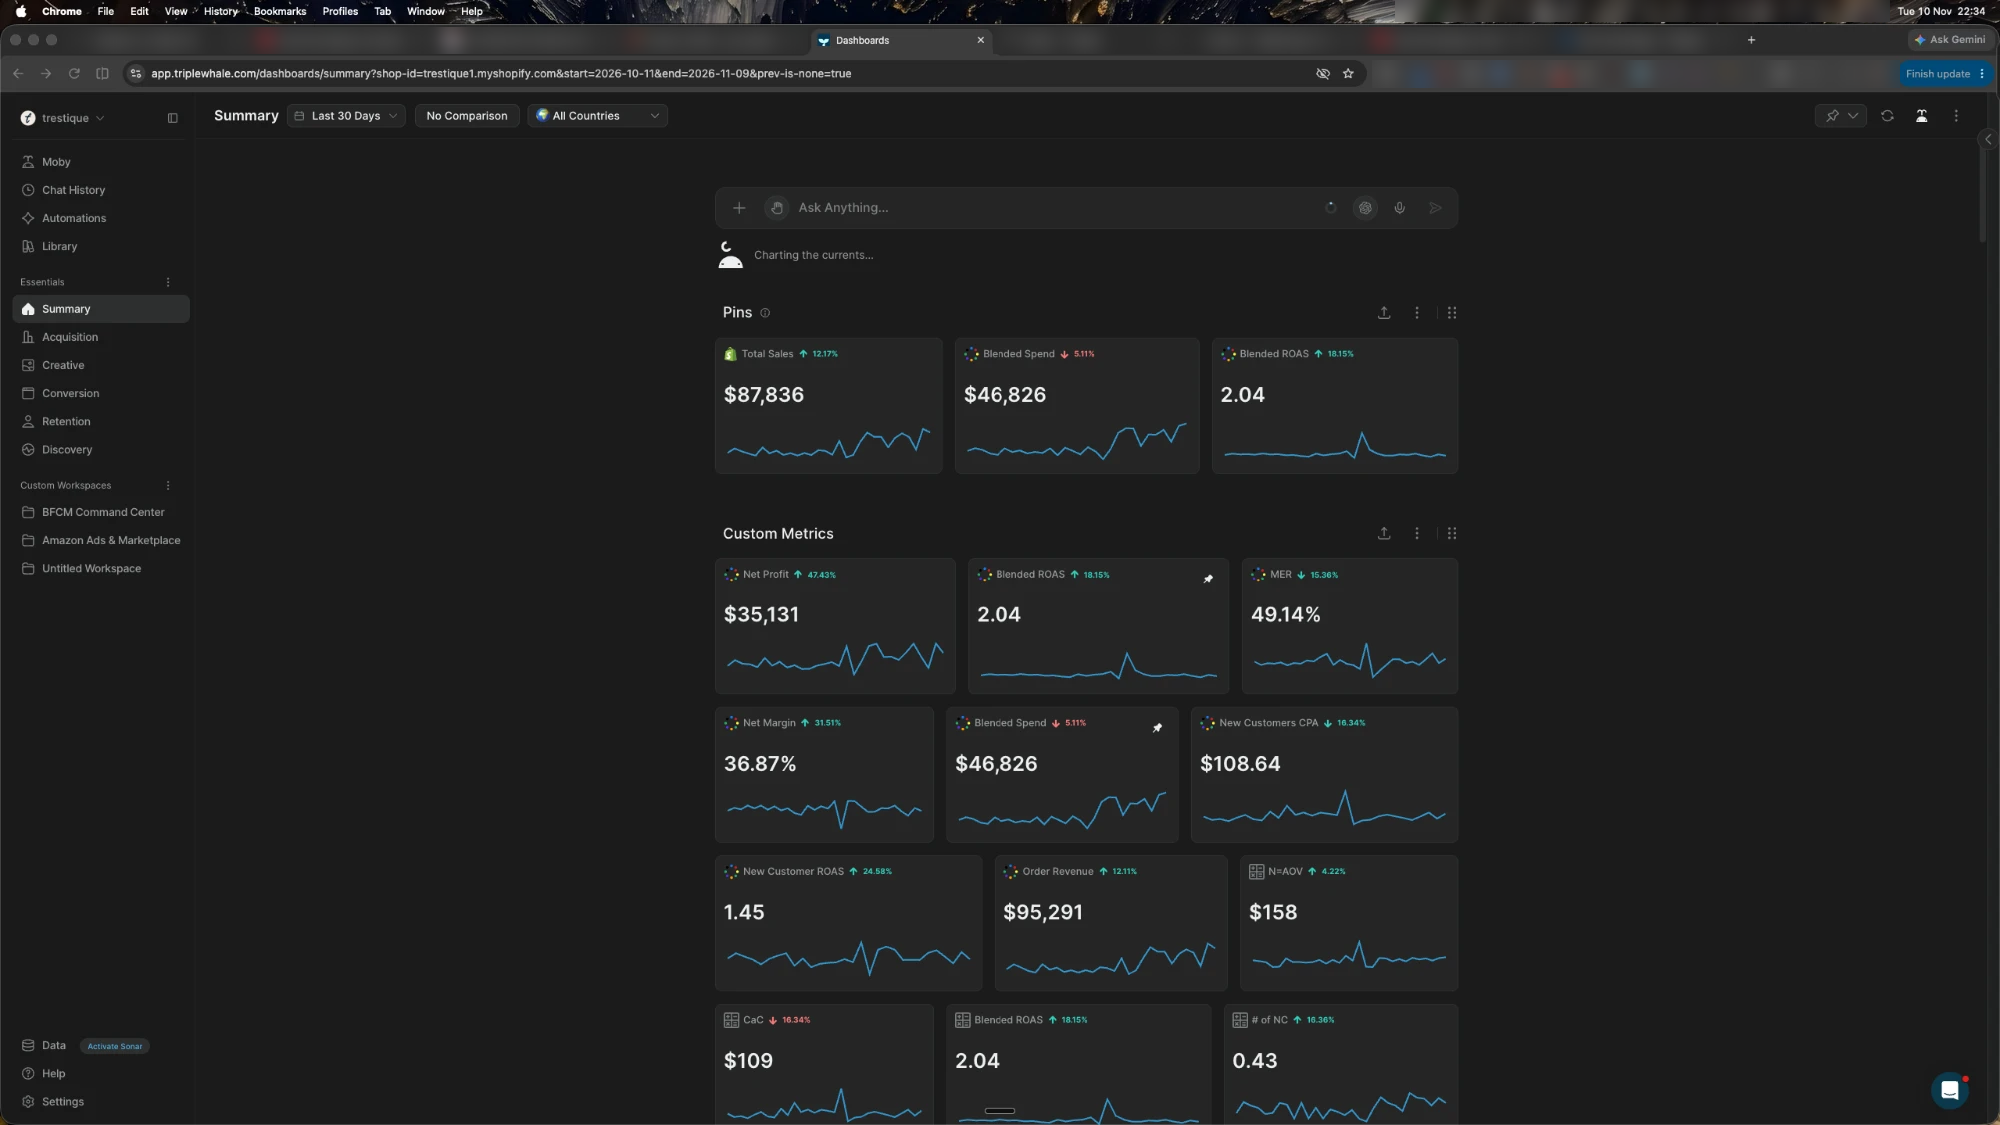 Chrome File Edit View History Bookmarks Profiles Tab Window Help Tue 10 Nov 22:34
Dashboards Ask Gemini
app.triplewhale.com/dashboards/summary?shop-id=trestique1.myshopify.com&start=2026-10-11&end=2026-11-09&prev-is-none=true Finish update
trestique
Moby
Chat History
Automations
Library
Essentials
Summary
Acquisition
Creative
Conversion
Retention
Discovery
Custom Workspaces
BFCM Command Center
Amazon Ads & Marketplace
Untitled Workspace
Data Activate Sonar
Help
Settings
Summary Last 30 Days No Comparison All Countries
Ask Anything...
Charting the currents...
Pins
Total Sales 12.17%
$87,836
Blended Spend 5.11%
$46,826
Blended ROAS 18.15%
2.04
Custom Metrics
Net Profit 47.43%
$35,131
Blended ROAS 18.15%
2.04
MER 15.36%
49.14%
Net Margin 31.51%
36.87%
Blended Spend 5.11%
$46,826
New Customers CPA 16.34%
$108.64
New Customer ROAS 24.58%
1.45
Order Revenue 12.11%
$95,291
N=AOV 4.22%
$158
CaC 16.34%
$109
Blended ROAS 18.15%
2.04
# of NC 16.36%
0.43